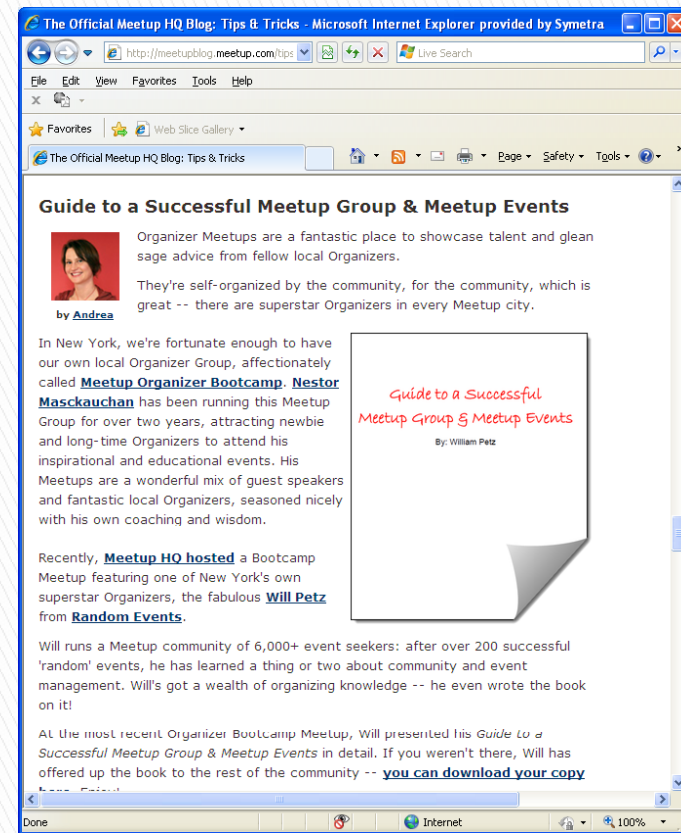 The Official Meetup HQ Blog: Tips & Tricks - Microsoft Internet Explorer provided by Symetra
http://meetupblog.meetup.com/tips
Live Search
File Edit View Favorites Tools Help
x
Favorites Web Slice Gallery
The Official Meetup HQ Blog: Tips & Tricks
Page Safety Tools
»
Guide to a Successful Meetup Group & Meetup Events
Organizer Meetups are a fantastic place to showcase talent and glean
sage advice from fellow local Organizers.
They're self-organized by the community, for the community, which is
great -- there are superstar Organizers in every Meetup city.
by Andrea
In New York, we're fortunate enough to have
our own local Organizer Group, affectionately
called Meetup Organizer Bootcamp. Nestor
Masckauchan has been running this Meetup
Group for over two years, attracting newbie
and long-time Organizers to attend his
inspirational and educational events. His
Meetups are a wonderful mix of guest speakers
and fantastic local Organizers, seasoned nicely
with his own coaching and wisdom.
Guide to a Successful
Meetup Group & Meetup Events
By: William Petz
Recently, Meetup HQ hosted a Bootcamp
Meetup featuring one of New York's own
superstar Organizers, the fabulous Will Petz
from Random Events.
Will runs a Meetup community of 6,000+ event seekers: after over 200 successful
'random' events, he has learned a thing or two about community and event
management. Will's got a wealth of organizing knowledge -- he even wrote the book
on it!
At the most recent Organizer Bootcamp Meetup, Will presented his Guide to a
Successful Meetup Group & Meetup Events in detail. If you weren't there, Will has
offered up the book to the rest of the community -- you can download your copy
here. Enjoy!
Done Internet 100%